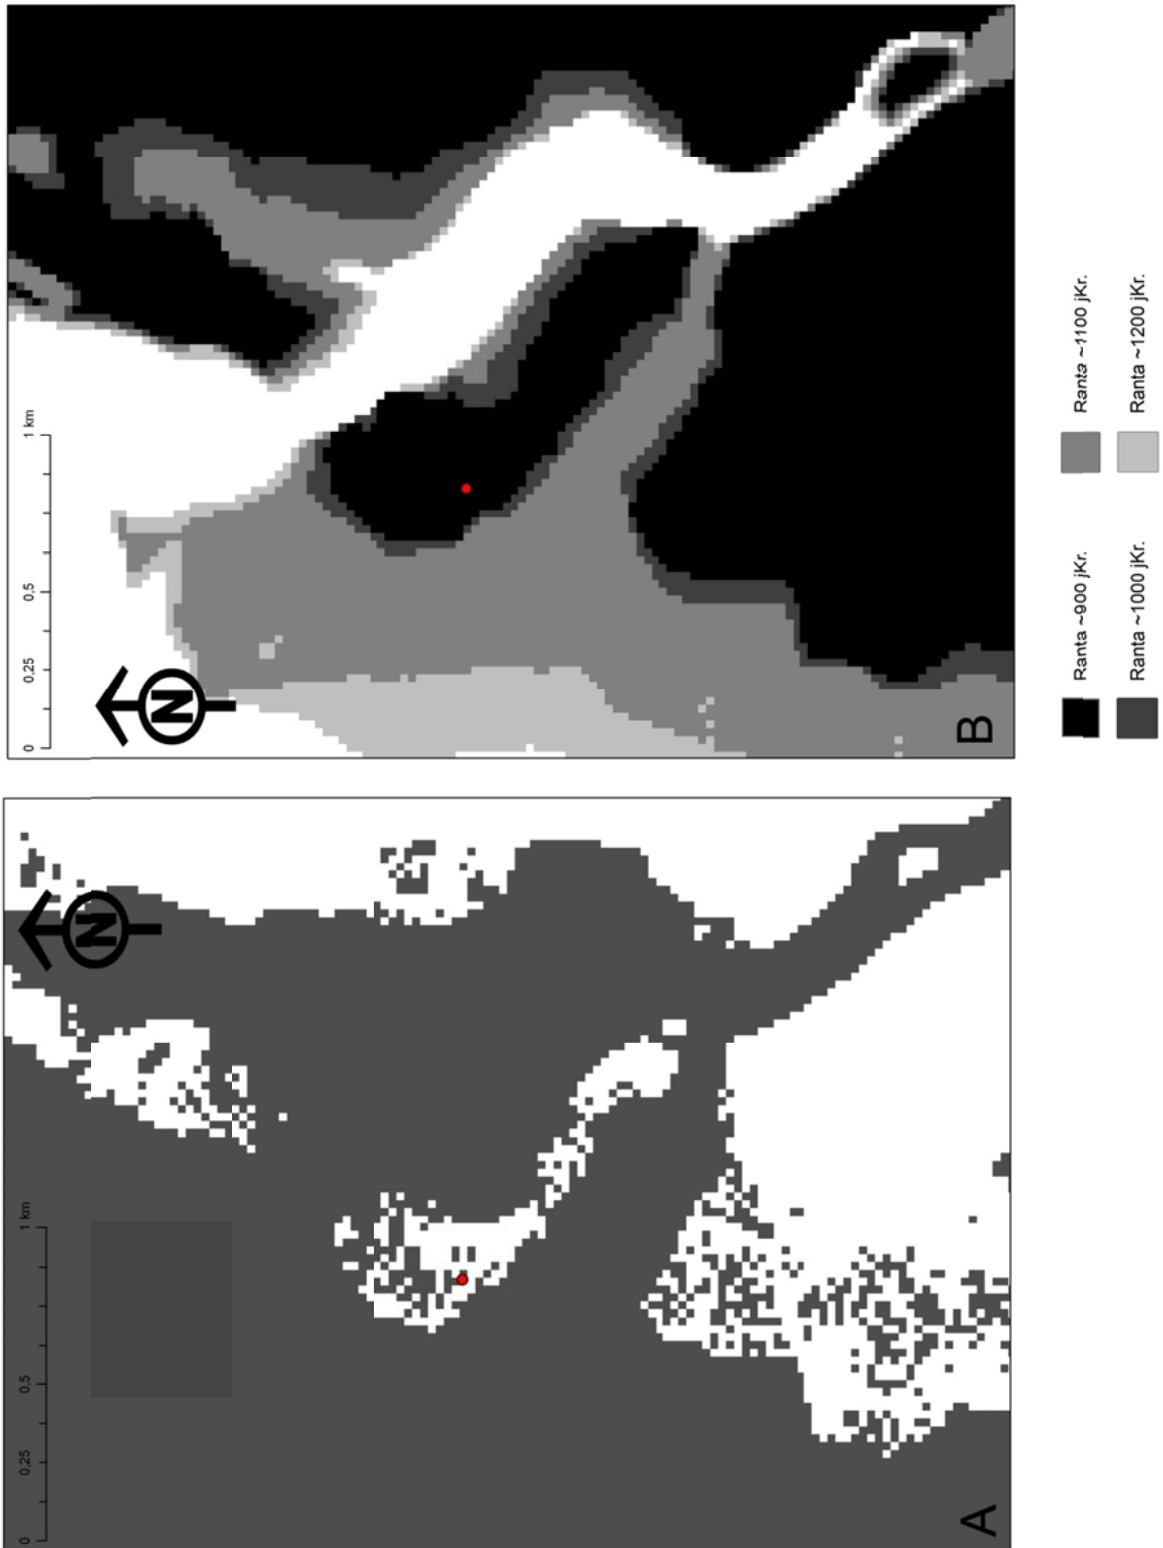 0 0,25 0,5 1 km
N
A
0 0,25 0,5 1 km
N
B
Ranta ~900 jKr.
Ranta ~1000 jKr.
Ranta ~1100 jKr.
Ranta ~1200 jKr.